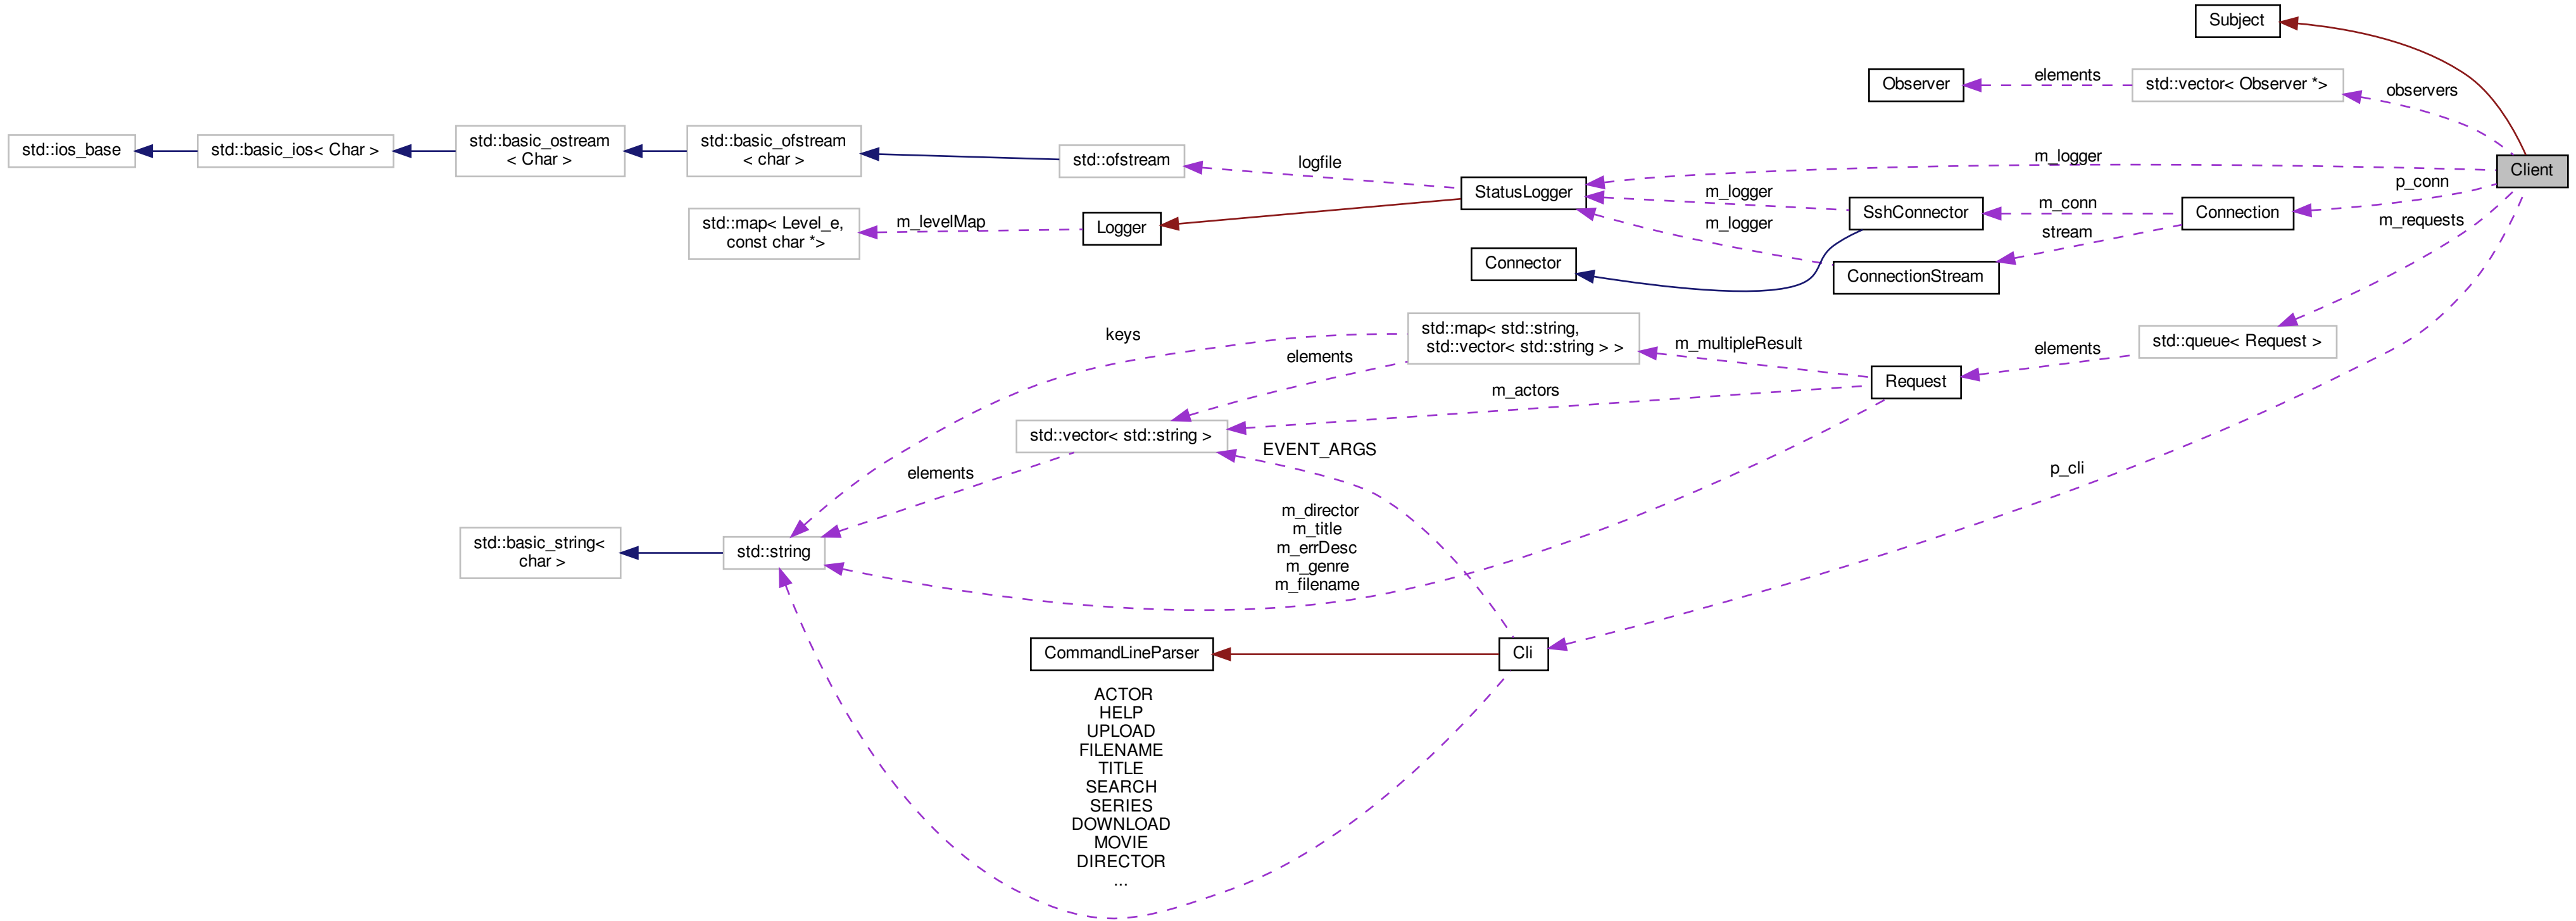 Subject
Observer
elements
std::vector< Observer *>
observers
std::ios_base
std::basic_ios< Char >
std::basic_ostream
< Char >
std::basic_ofstream
< char >
std::ofstream
logfile
m_logger
Client
StatusLogger
m_logger
SshConnector
m_conn
Connection
p_conn
std::map< Level_e,
const char *>
m_levelMap
Logger
m_logger
stream
m_requests
Connector
ConnectionStream
keys
std::map< std::string,
std::vector< std::string > >
m_multipleResult
elements
std::queue< Request >
elements
Request
m_actors
std::vector< std::string >
EVENT_ARGS
elements
p_cli
m_director
m_title
m_errDesc
m_genre
m_filename
std::basic_string<
char >
std::string
CommandLineParser
Cli
ACTOR
HELP
UPLOAD
FILENAME
TITLE
SEARCH
SERIES
DOWNLOAD
MOVIE
DIRECTOR
...